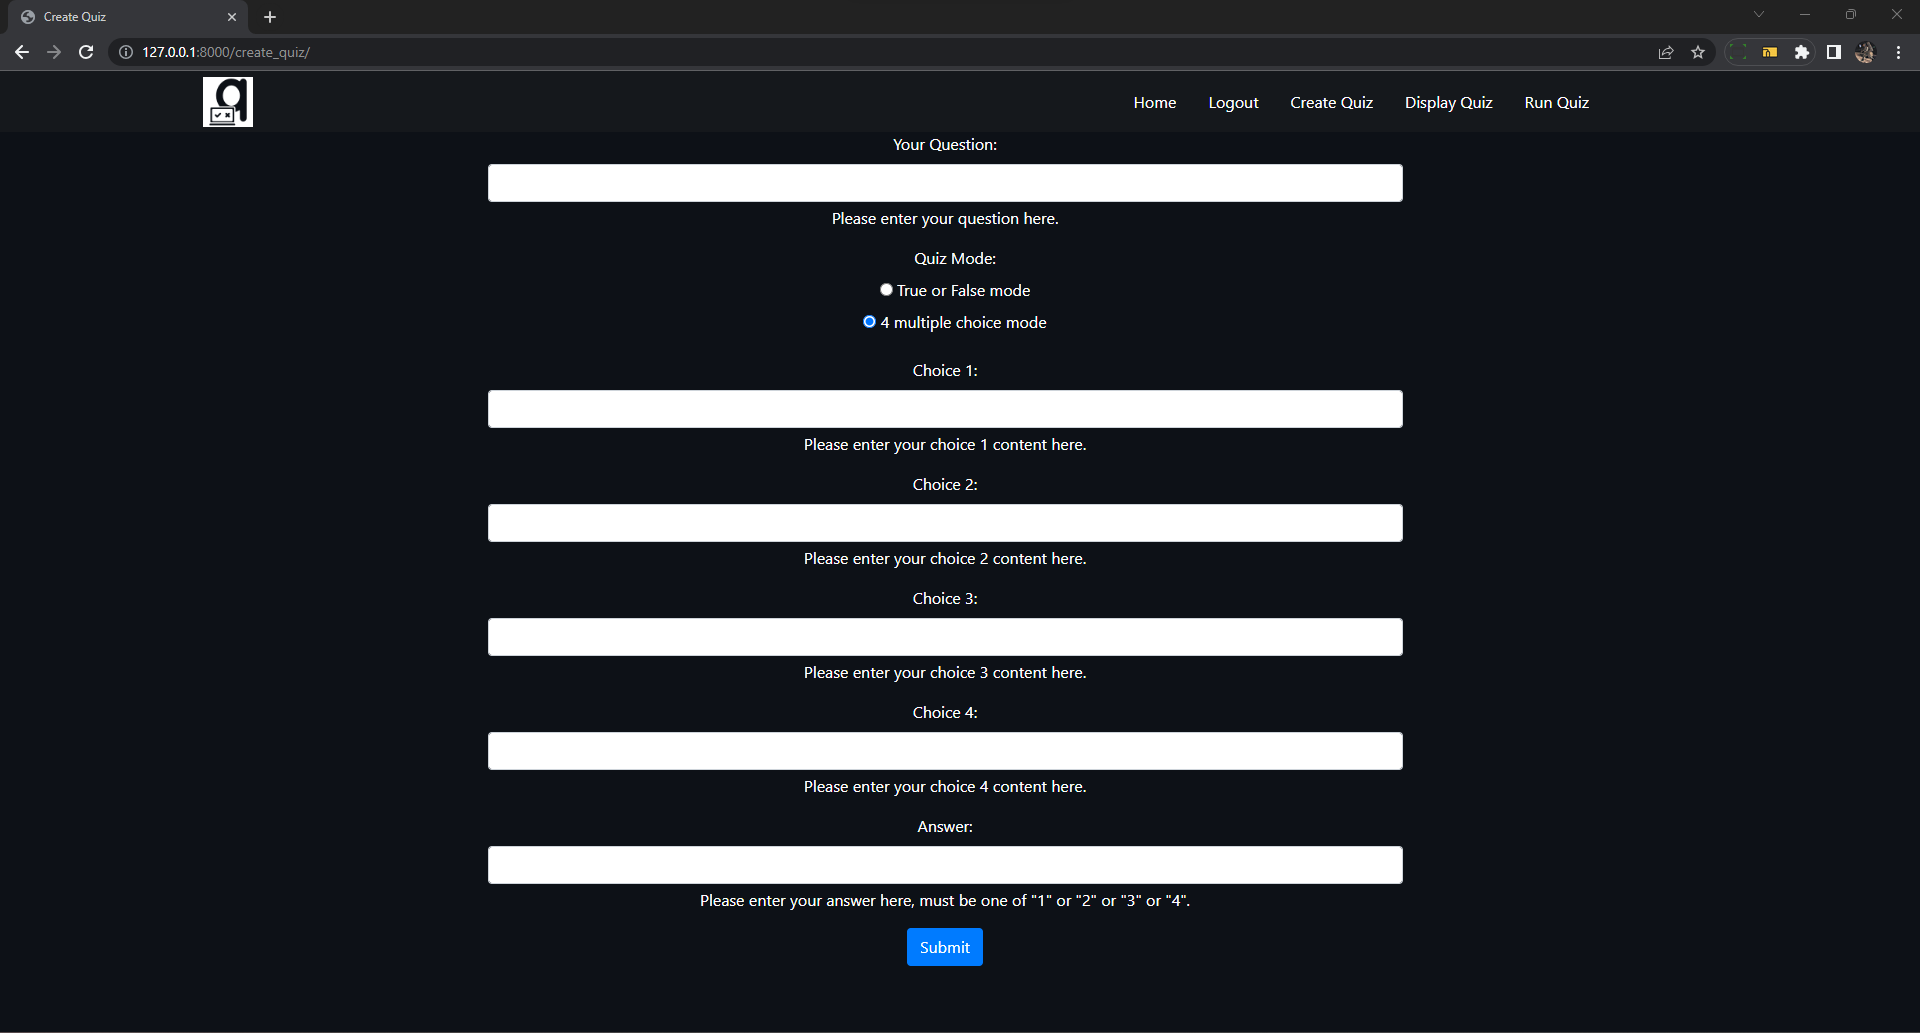 Create Quiz
127.0.0.1:8000/create_quiz/
Home Logout Create Quiz Display Quiz Run Quiz
Your Question:
Please enter your question here.
Quiz Mode:
True or False mode
4 multiple choice mode
Choice 1:
Please enter your choice 1 content here.
Choice 2:
Please enter your choice 2 content here.
Choice 3:
Please enter your choice 3 content here.
Choice 4:
Please enter your choice 4 content here.
Answer:
Please enter your answer here, must be one of "1" or "2" or "3" or "4".
Submit